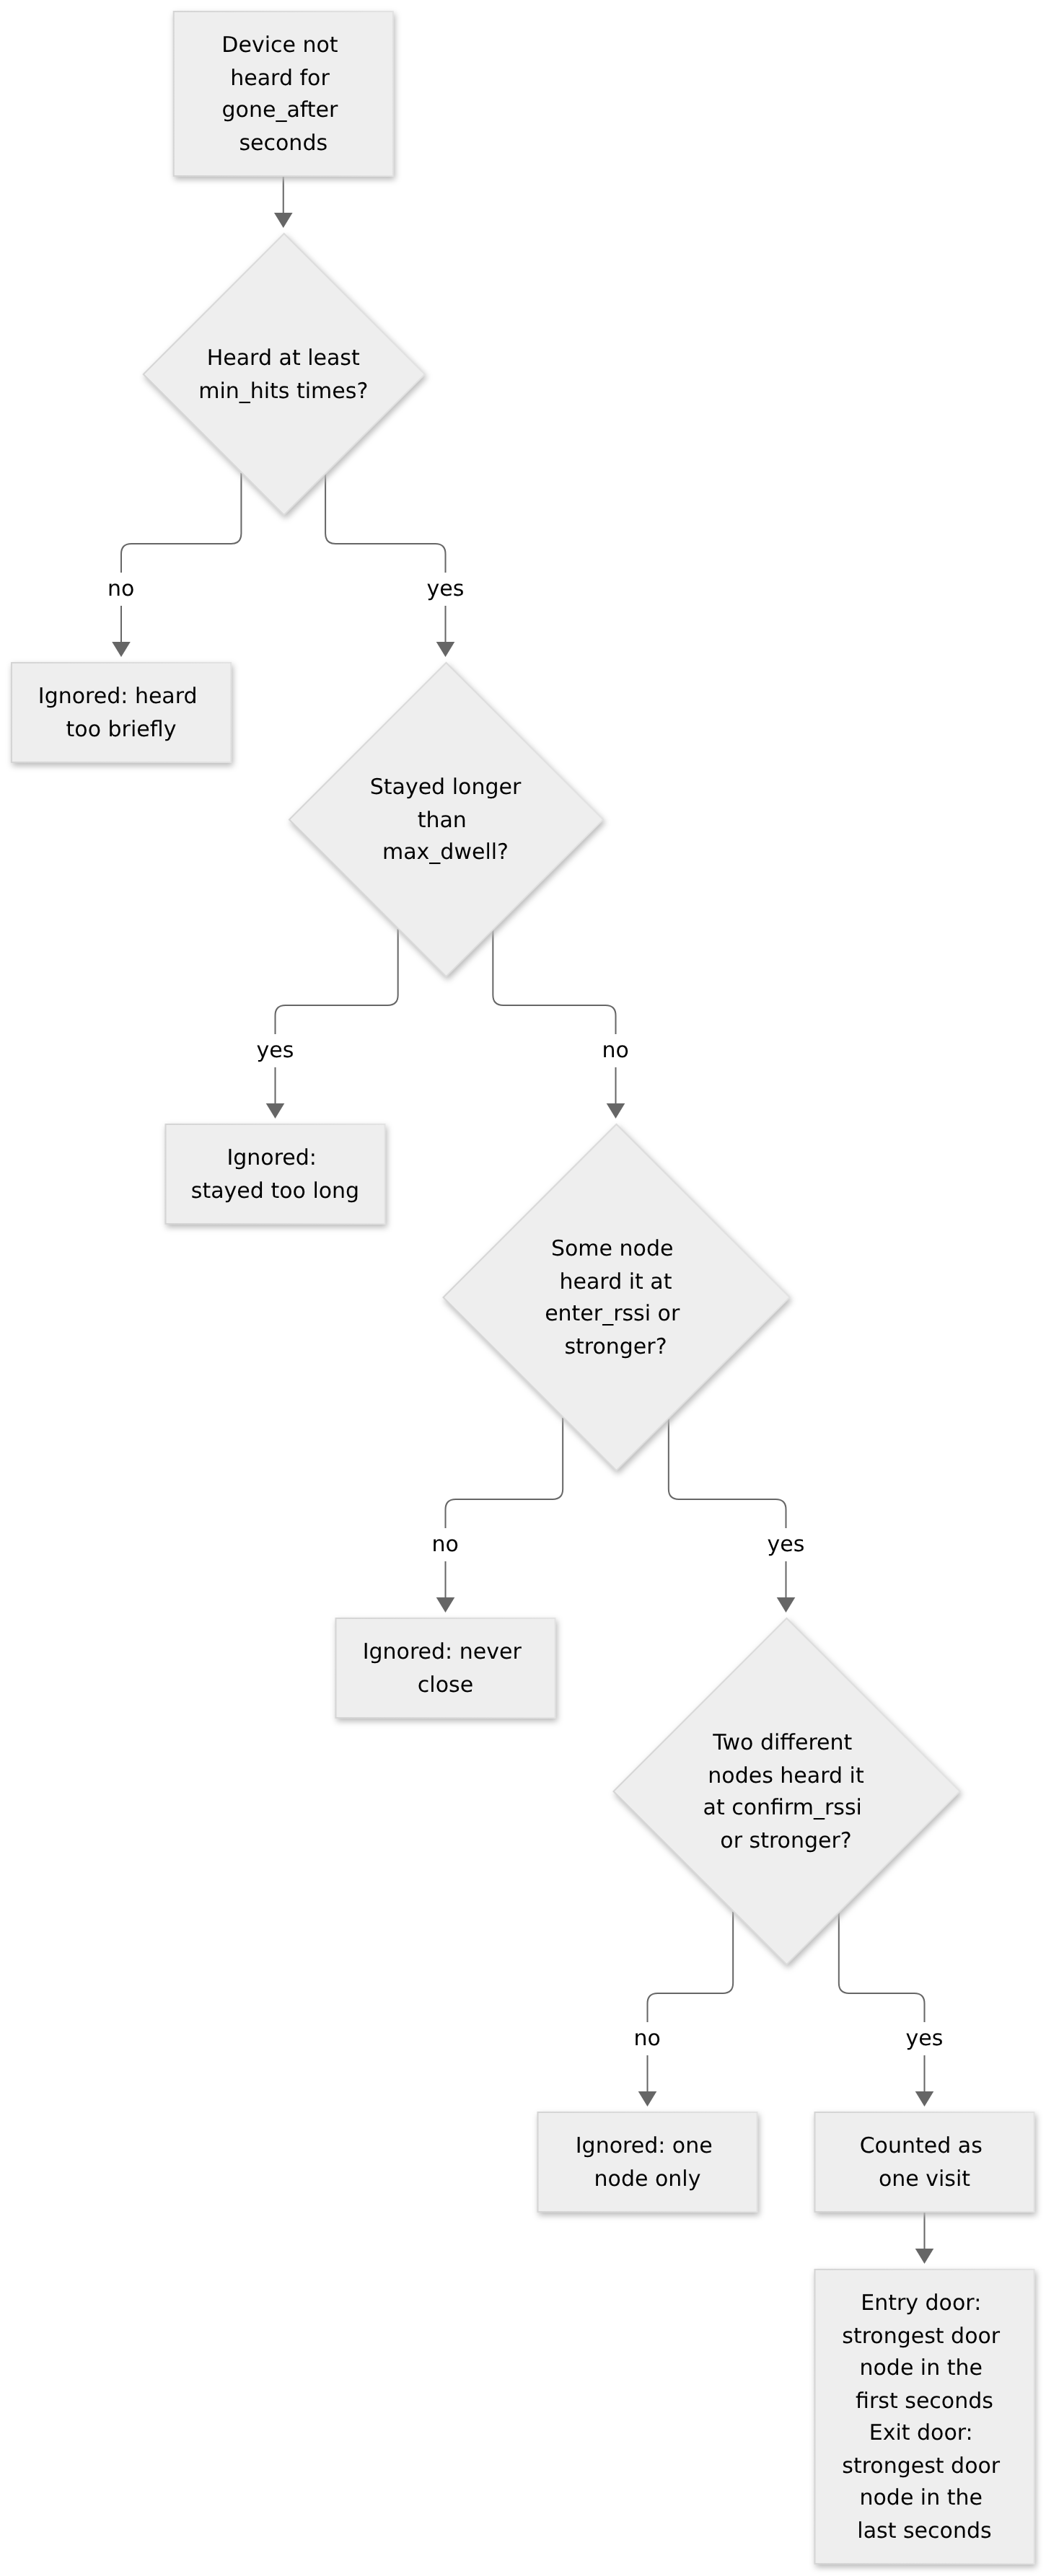 Device not
heard for
gone_after
seconds
Heard at least
min_hits times?
no
yes
Ignored: heard
too briefly
Stayed longer
than
max_dwell?
yes
no
Ignored:
stayed too long
Some node
heard it at
enter_rssi or
stronger?
no
yes
Ignored: never
close
Two different
nodes heard it
at confirm_rssi
or stronger?
no
yes
Ignored: one
node only
Counted as
one visit
Entry door:
strongest door
node in the
first seconds
Exit door:
strongest door
node in the
last seconds